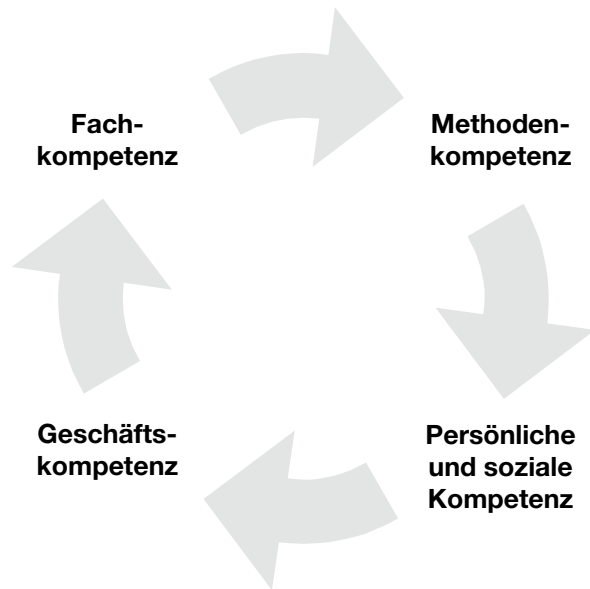 Fach-
kompetenz
Methoden-
kompetenz
Persönliche
und soziale
Kompetenz
Geschäfts-
kompetenz